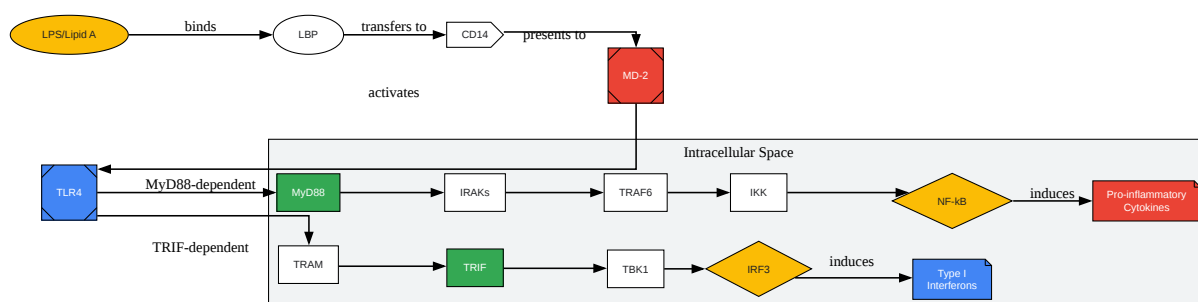 LPS/Lipid A
binds
LBP
transfers to
CD14
presents to
MD-2
activates
Intracellular Space
TLR4
MyD88-dependent
MyD88
IRAKs
TRAF6
IKK
NF-kB
induces
Pro-inflammatory
Cytokines
TRIF-dependent
TRAM
TRIF
TBK1
IRF3
induces
Type I
Interferons